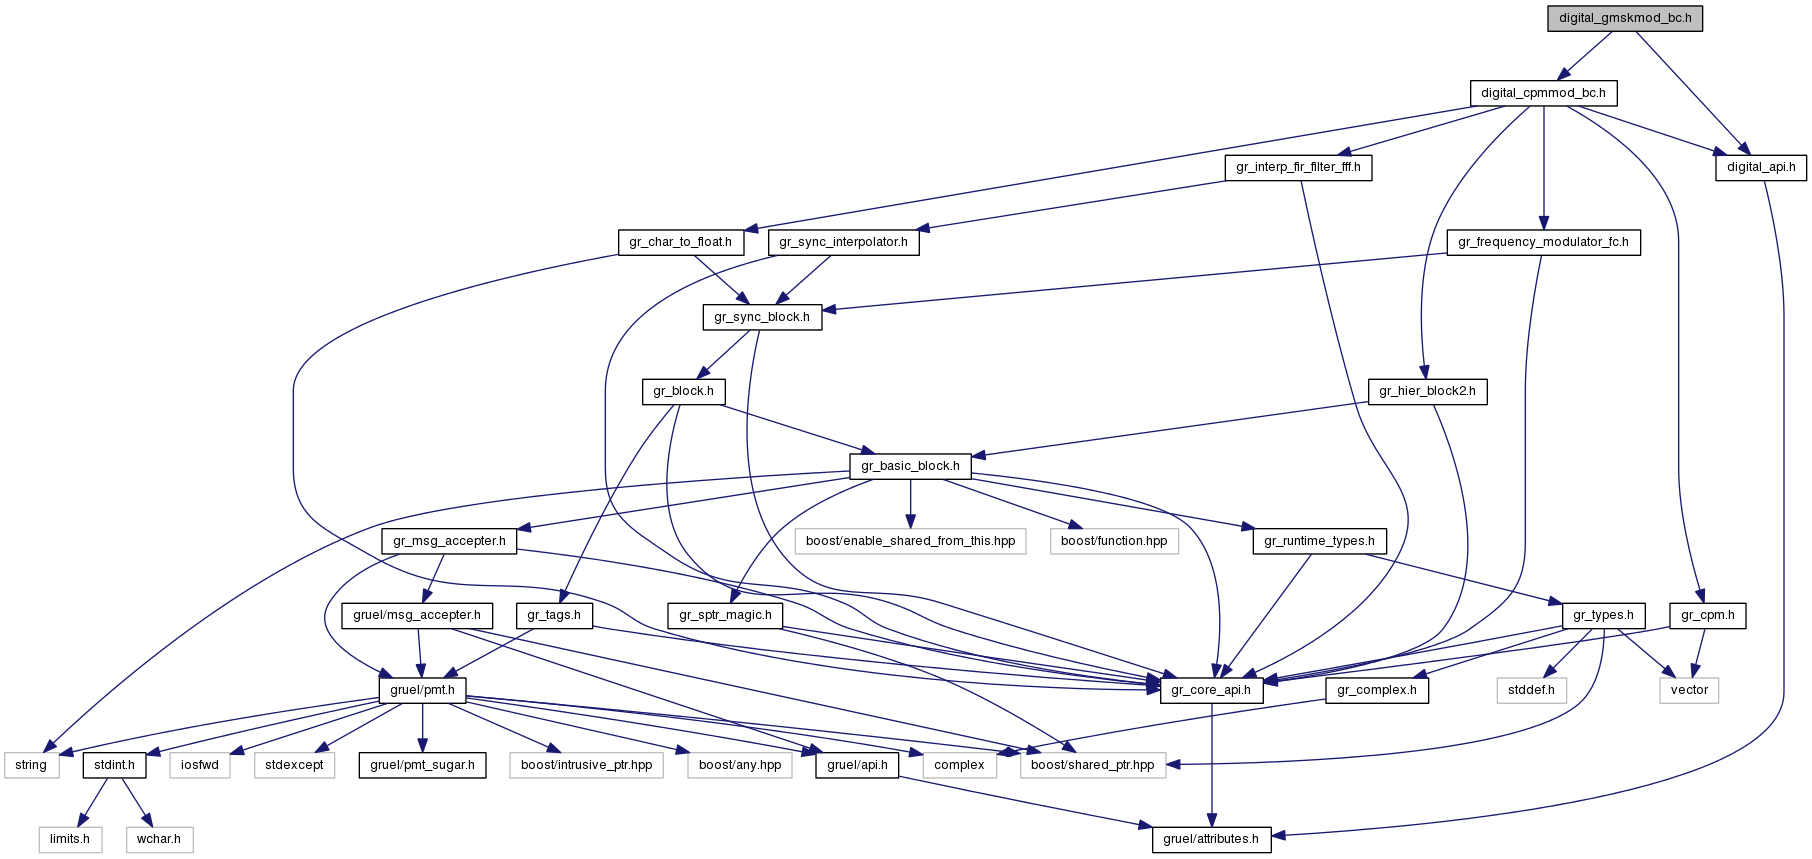 digital_gmskmod_bc.h
digital_cpmmod_bc.h
gr_interp_fir_filter_fff.h
digital_api.h
gr_char_to_float.h
gr_sync_interpolator.h
gr_frequency_modulator_fc.h
gr_sync_block.h
gr_block.h
gr_hier_block2.h
gr_basic_block.h
gr_msg_accepter.h
boost/enable_shared_from_this.hpp
boost/function.hpp
gr_runtime_types.h
gruel/msg_accepter.h
gr_tags.h
gr_sptr_magic.h
gr_types.h
gr_cpm.h
gruel/pmt.h
gr_core_api.h
gr_complex.h
stddef.h
vector
string
stdint.h
iosfwd
stdexcept
gruel/pmt_sugar.h
boost/intrusive_ptr.hpp
boost/any.hpp
gruel/api.h
complex
boost/shared_ptr.hpp
limits.h
wchar.h
gruel/attributes.h